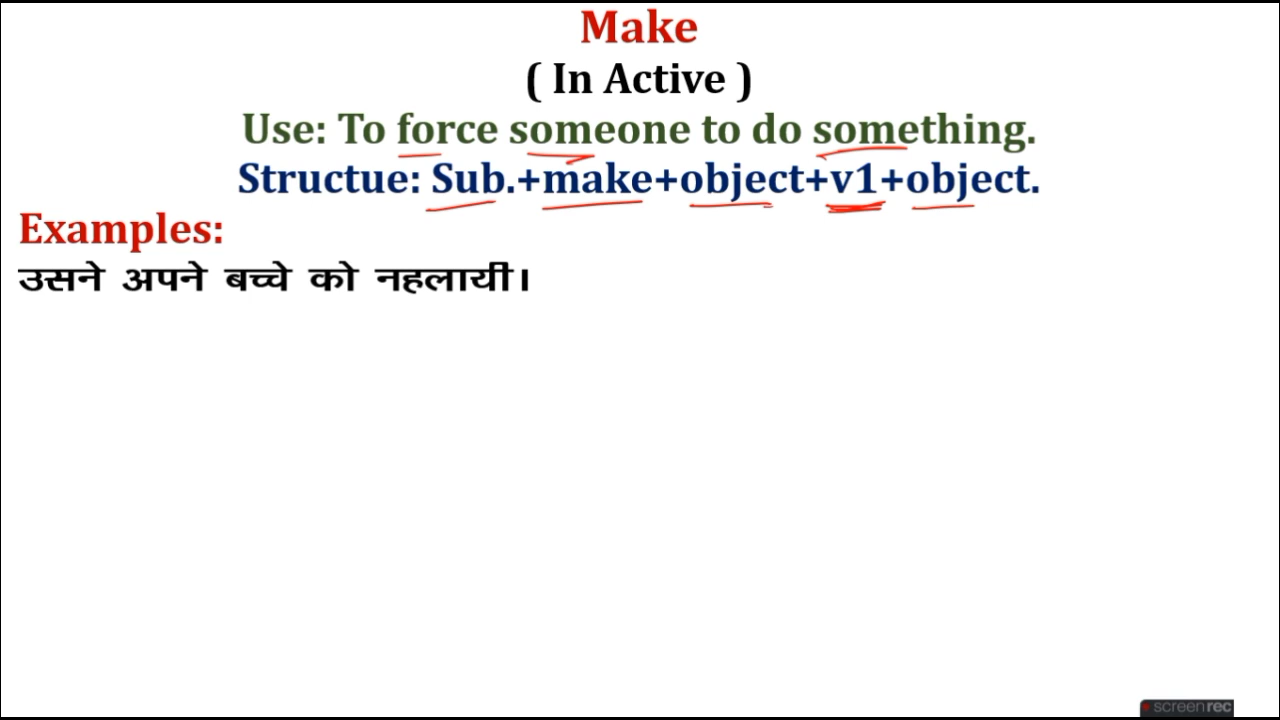 Make
( In Active )
Use: To force someone to do something.
Structue: Sub.+make+object+v1+object.
Examples:
उसने अपने बच्चे को नहलायी।
screenrec